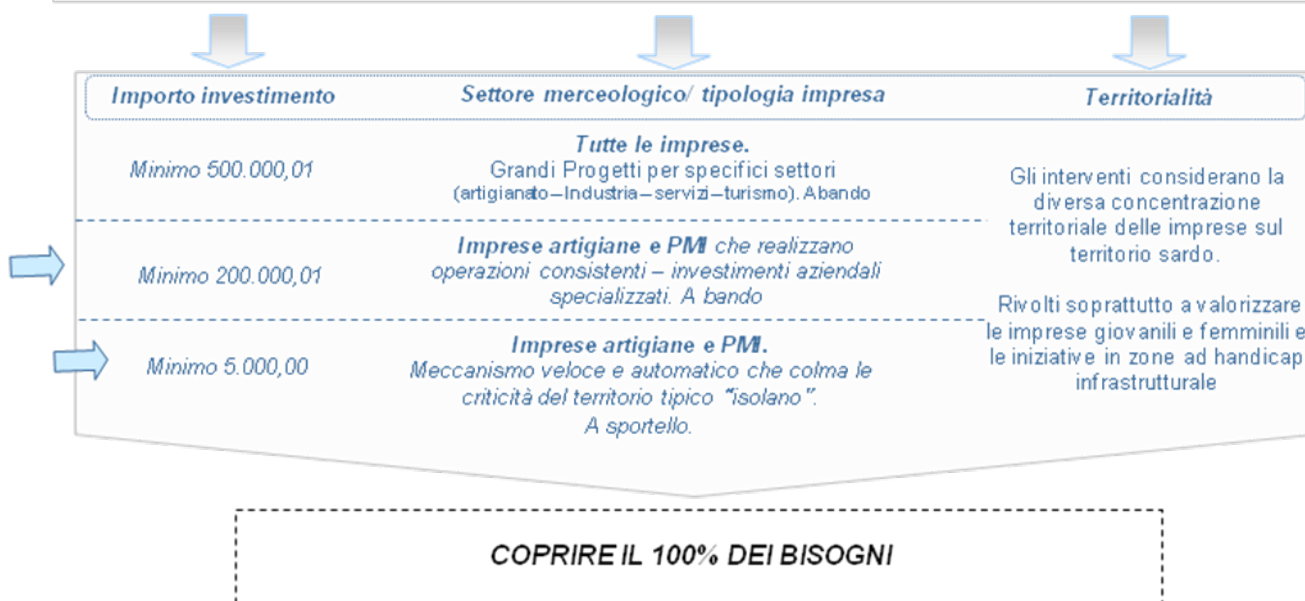 Importo investimento
Settore merceologico/ tipologia impresa
Territorialità
Minimo 500.000,01
Tutte le imprese.
Grandi Progetti per specifici settori
(artigianato–Industria–servizi–turismo). Abando
Minimo 200.000,01
Imprese artigiane e PMI che realizzano
operazioni consistenti – investimenti aziendali
specializzati. A bando
Minimo 5.000,00
Imprese artigiane e PMI.
Meccanismo veloce e automatico che colma le
criticità del territorio tipico “isolano”.
A sportello.
Gli interventi considerano la
diversa concentrazione
territoriale delle imprese sul
territorio sardo.
Rivolti soprattutto a valorizzare
le imprese giovanili e femminili e
le iniziative in zone ad handicap
infrastrutturale
COPRIRE IL 100% DEI BISOGNI